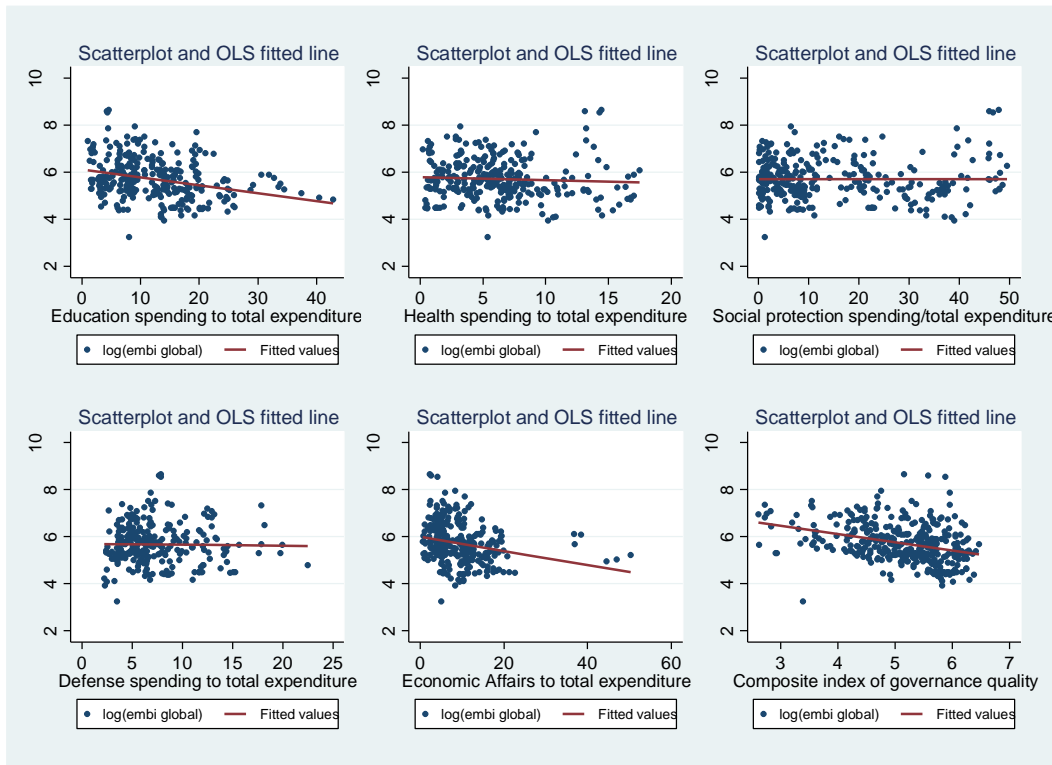 Scatterplot and OLS fitted line
10
8
6
4
2
0 10 20 30 40
Education spending to total expenditure
log(embi global) Fitted values
Scatterplot and OLS fitted line
10
8
6
4
2
0 5 10 15 20
Health spending to total expenditure
log(embi global) Fitted values
Scatterplot and OLS fitted line
10
8
6
4
2
0 10 20 30 40 50
Social protection spending/total expenditure
log(embi global) Fitted values
Scatterplot and OLS fitted line
10
8
6
4
2
0 5 10 15 20 25
Defense spending to total expenditure
log(embi global) Fitted values
Scatterplot and OLS fitted line
10
8
6
4
2
0 20 40 60
Economic Affairs to total expenditure
log(embi global) Fitted values
Scatterplot and OLS fitted line
10
8
6
4
2
3 4 5 6 7
Composite index of governance quality
log(embi global) Fitted values